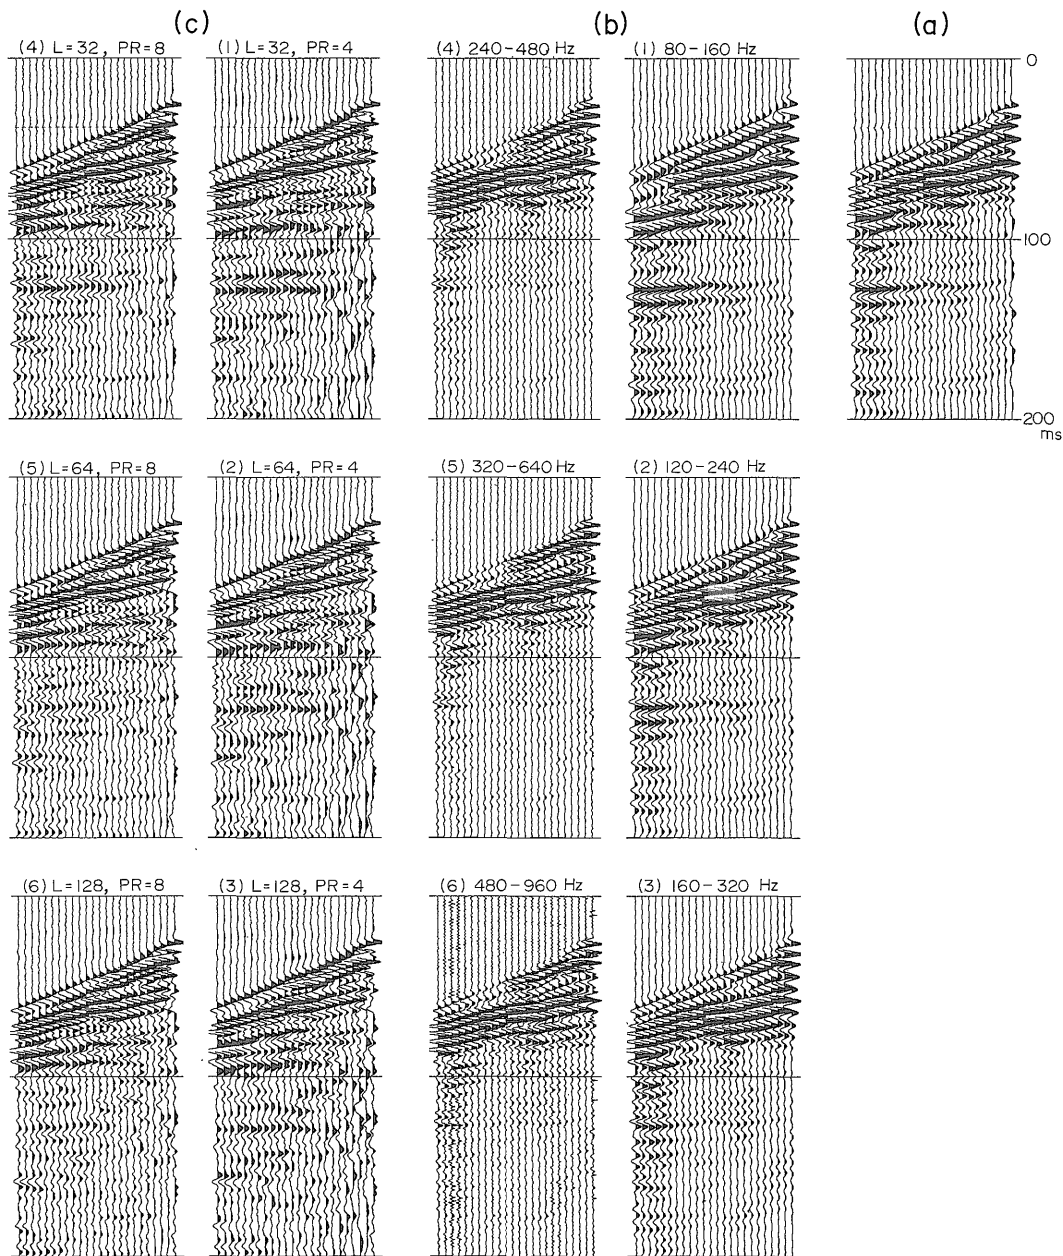 (c) (b) (a)
(4) L=32, PR=8 (1) L=32, PR=4 (4) 240-480 Hz (1) 80-160 Hz
0
100
200
ms
(5) L=64, PR=8 (2) L=64, PR=4 (5) 320-640 Hz (2) 120-240 Hz
(6) L=128, PR=8 (3) L=128, PR=4 (6) 480-960 Hz (3) 160-320 Hz